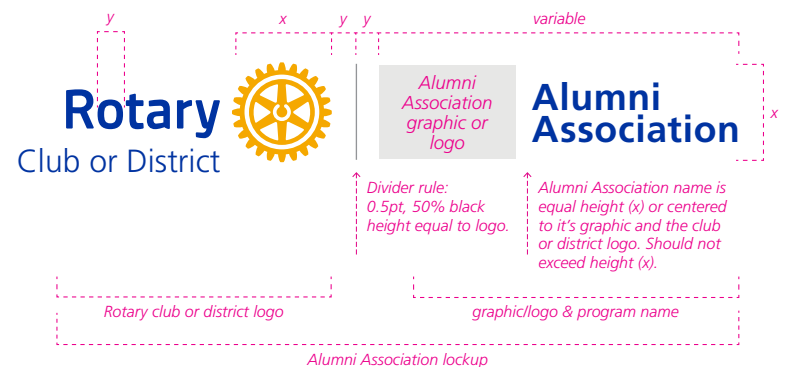 y
x
y
y
variable
Rotary
Club or District
Alumni
Association
graphic or
logo
Alumni
Association
x
Divider rule:
0.5pt, 50% black
height equal to logo.
Alumni Association name is
equal height (x) or centered
to it's graphic and the club
or district logo. Should not
exceed height (x).
Rotary club or district logo
graphic/logo & program name
Alumni Association lockup